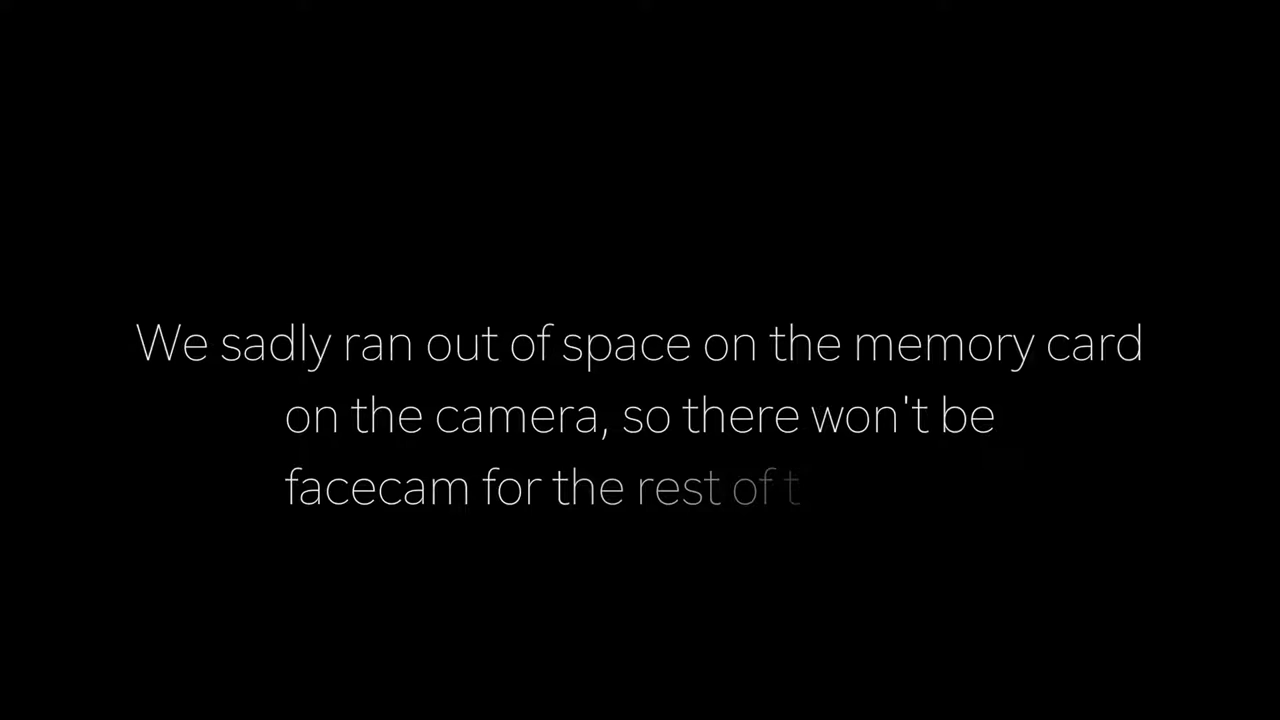 We sadly ran out of space on the memory card
on the camera, so there won't be
facecam for the rest of t